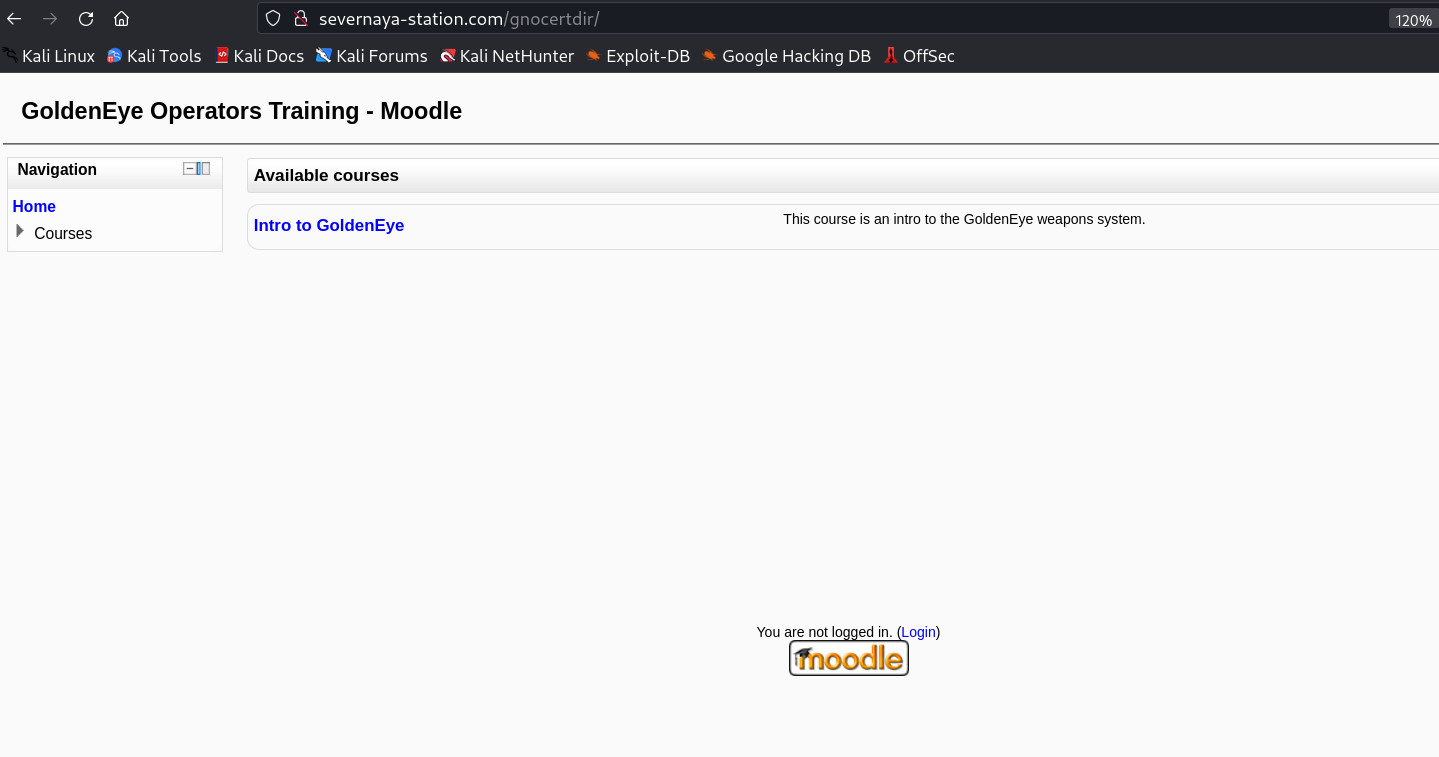 severnaya-station.com/gnocertdir/ 120%
Kali Linux Kali Tools Kali Docs Kali Forums Kali NetHunter Exploit-DB Google Hacking DB OffSec
GoldenEye Operators Training - Moodle
Navigation
Home
Courses
Available courses
Intro to GoldenEye
This course is an intro to the GoldenEye weapons system.
You are not logged in. (Login)
moodle